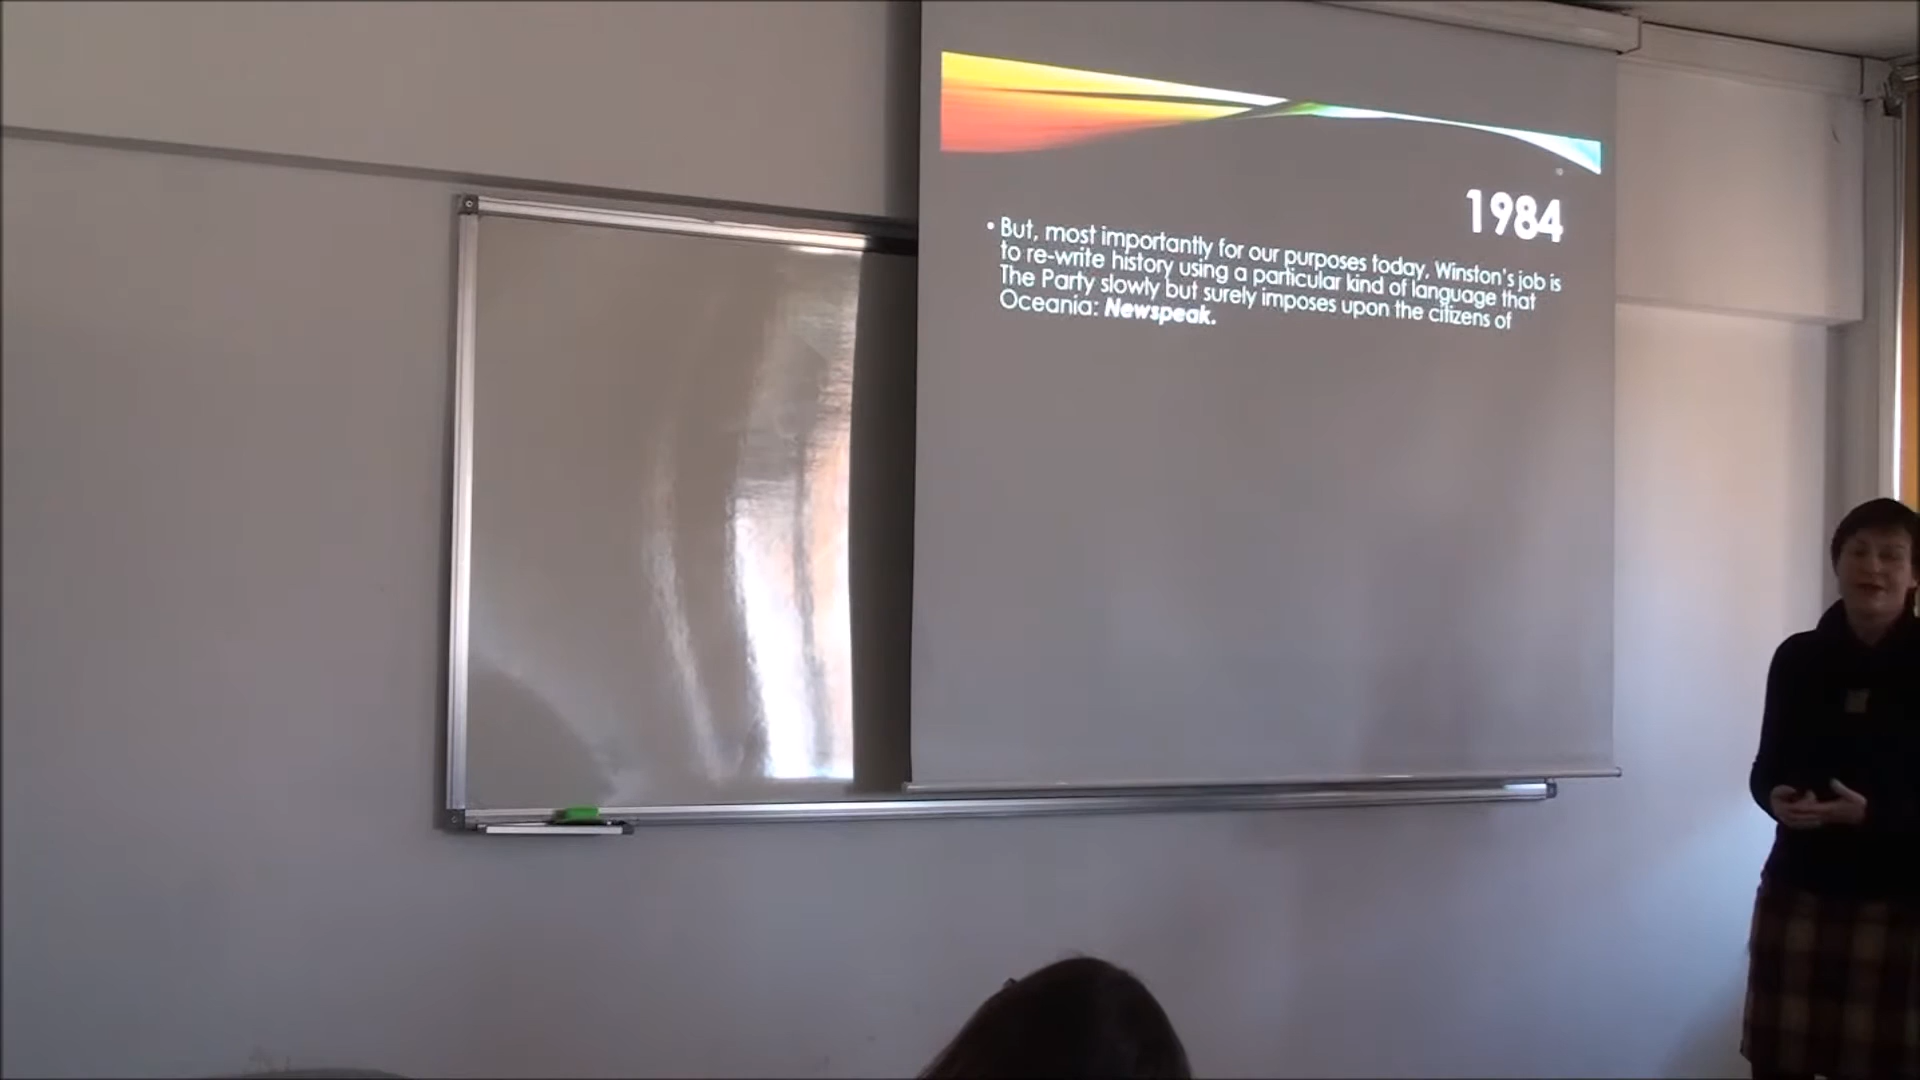 1984
• But, most importantly for our purposes today, Winston's job is
to re-write history using a particular kind of language that
The Party slowly but surely imposes upon the citizens of
Oceania: Newspeak.